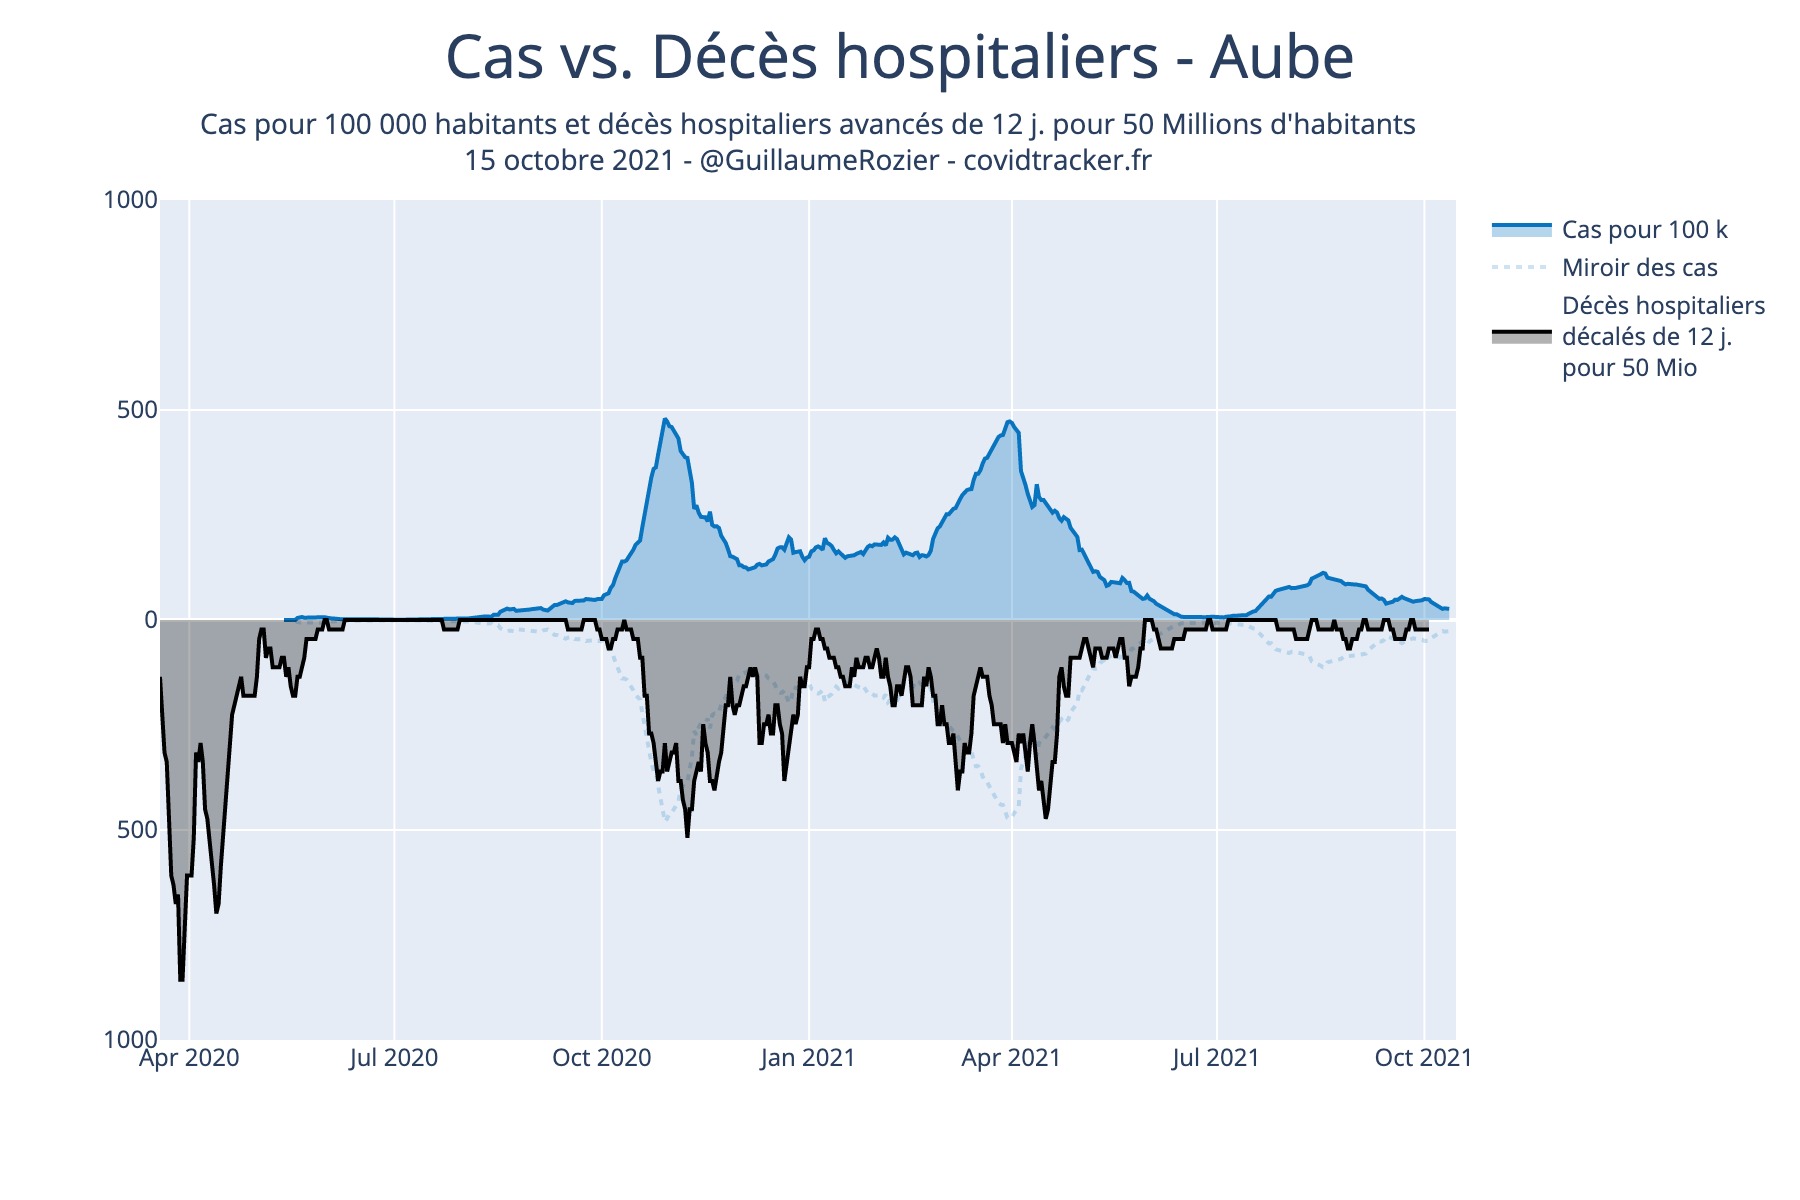 Cas vs. Décès hospitaliers - Aube
Cas pour 100 000 habitants et décès hospitaliers avancés de 12 j. pour 50 Millions d'habitants
15 octobre 2021 - @GuillaumeRozier - covidtracker.fr
1000
500
0
500
1000
Apr 2020
Jul 2020
Oct 2020
Jan 2021
Apr 2021
Jul 2021
Oct 2021
Cas pour 100 k
Miroir des cas
Décès hospitaliers
décalés de 12 j.
pour 50 Mio